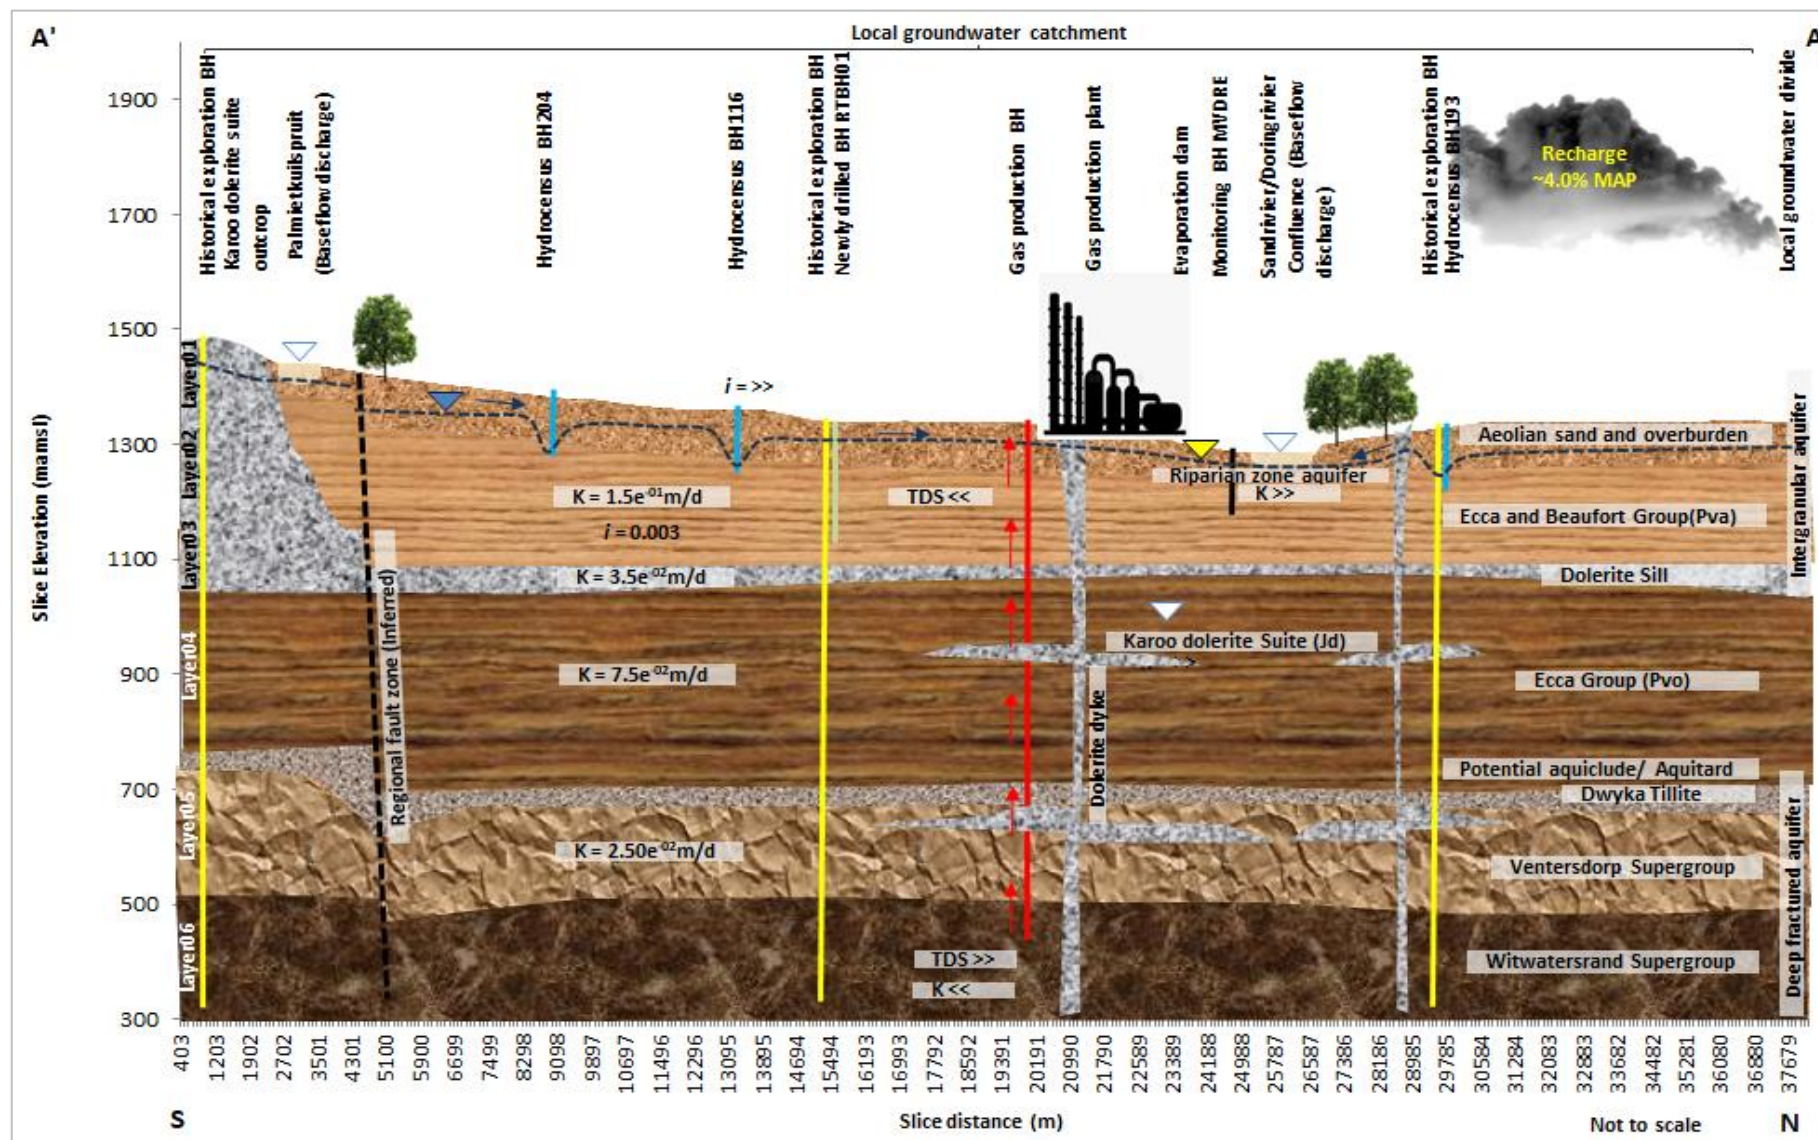 A'
Local groundwater catchment
A
Historical exploration BH
Karoo dolerite suite
outcrop
Palmietkuilspruit
(Baseflow discharge)
Hydrocensus BH204
Hydrocensus BH116
Historical exploration BH
Newly drilled BH RTBH01
Gas production BH
Gas production plant
Evaporation dam
Monitoring BH MVDRE
Sandrivier/Doringrivier
Confluence (Baseflow
discharge)
Historical exploration BH
Hydrocensus BH193
Local groundwater divide
Recharge
~4.0% MAP
Slice Elevation (mamsl)
1900
1700
1500
1300
1100
900
700
500
300
Layer01
Layer02
Layer03
Layer04
Layer05
Layer06
i = >>
Aeolian sand and overburden
Riparian zone aquifer
K >>
K = 1.5e-01m/d
TDS <<
i = 0.003
Ecca and Beaufort Group(Pva)
Intergranular aquifer
K = 3.5e-02m/d
Dolerite Sill
Regional fault zone (Inferred)
Karoo dolerite Suite (Jd)
K = 7.5e-02m/d
Ecca Group (Pvo)
Dolerite dyke
Potential aquiclude/ Aquitard
Dwyka Tillite
K = 2.50e-02m/d
Ventersdorp Supergroup
Deep fractured aquifer
TDS >>
K <<
Witwatersrand Supergroup
403 1203 1902 2702 3501 4301 5100 5900 6699 7499 8298 9098 9897 10697 11496 12296 13095 13895 14694 15494 16193 16993 17792 18592 19391 20191 20990 21790 22589 23389 24188 24988 25787 26587 27386 28186 28985 29785 30584 31284 32083 32883 33682 34482 35281 36080 36880 37679
S
Slice distance (m)
Not to scale
N